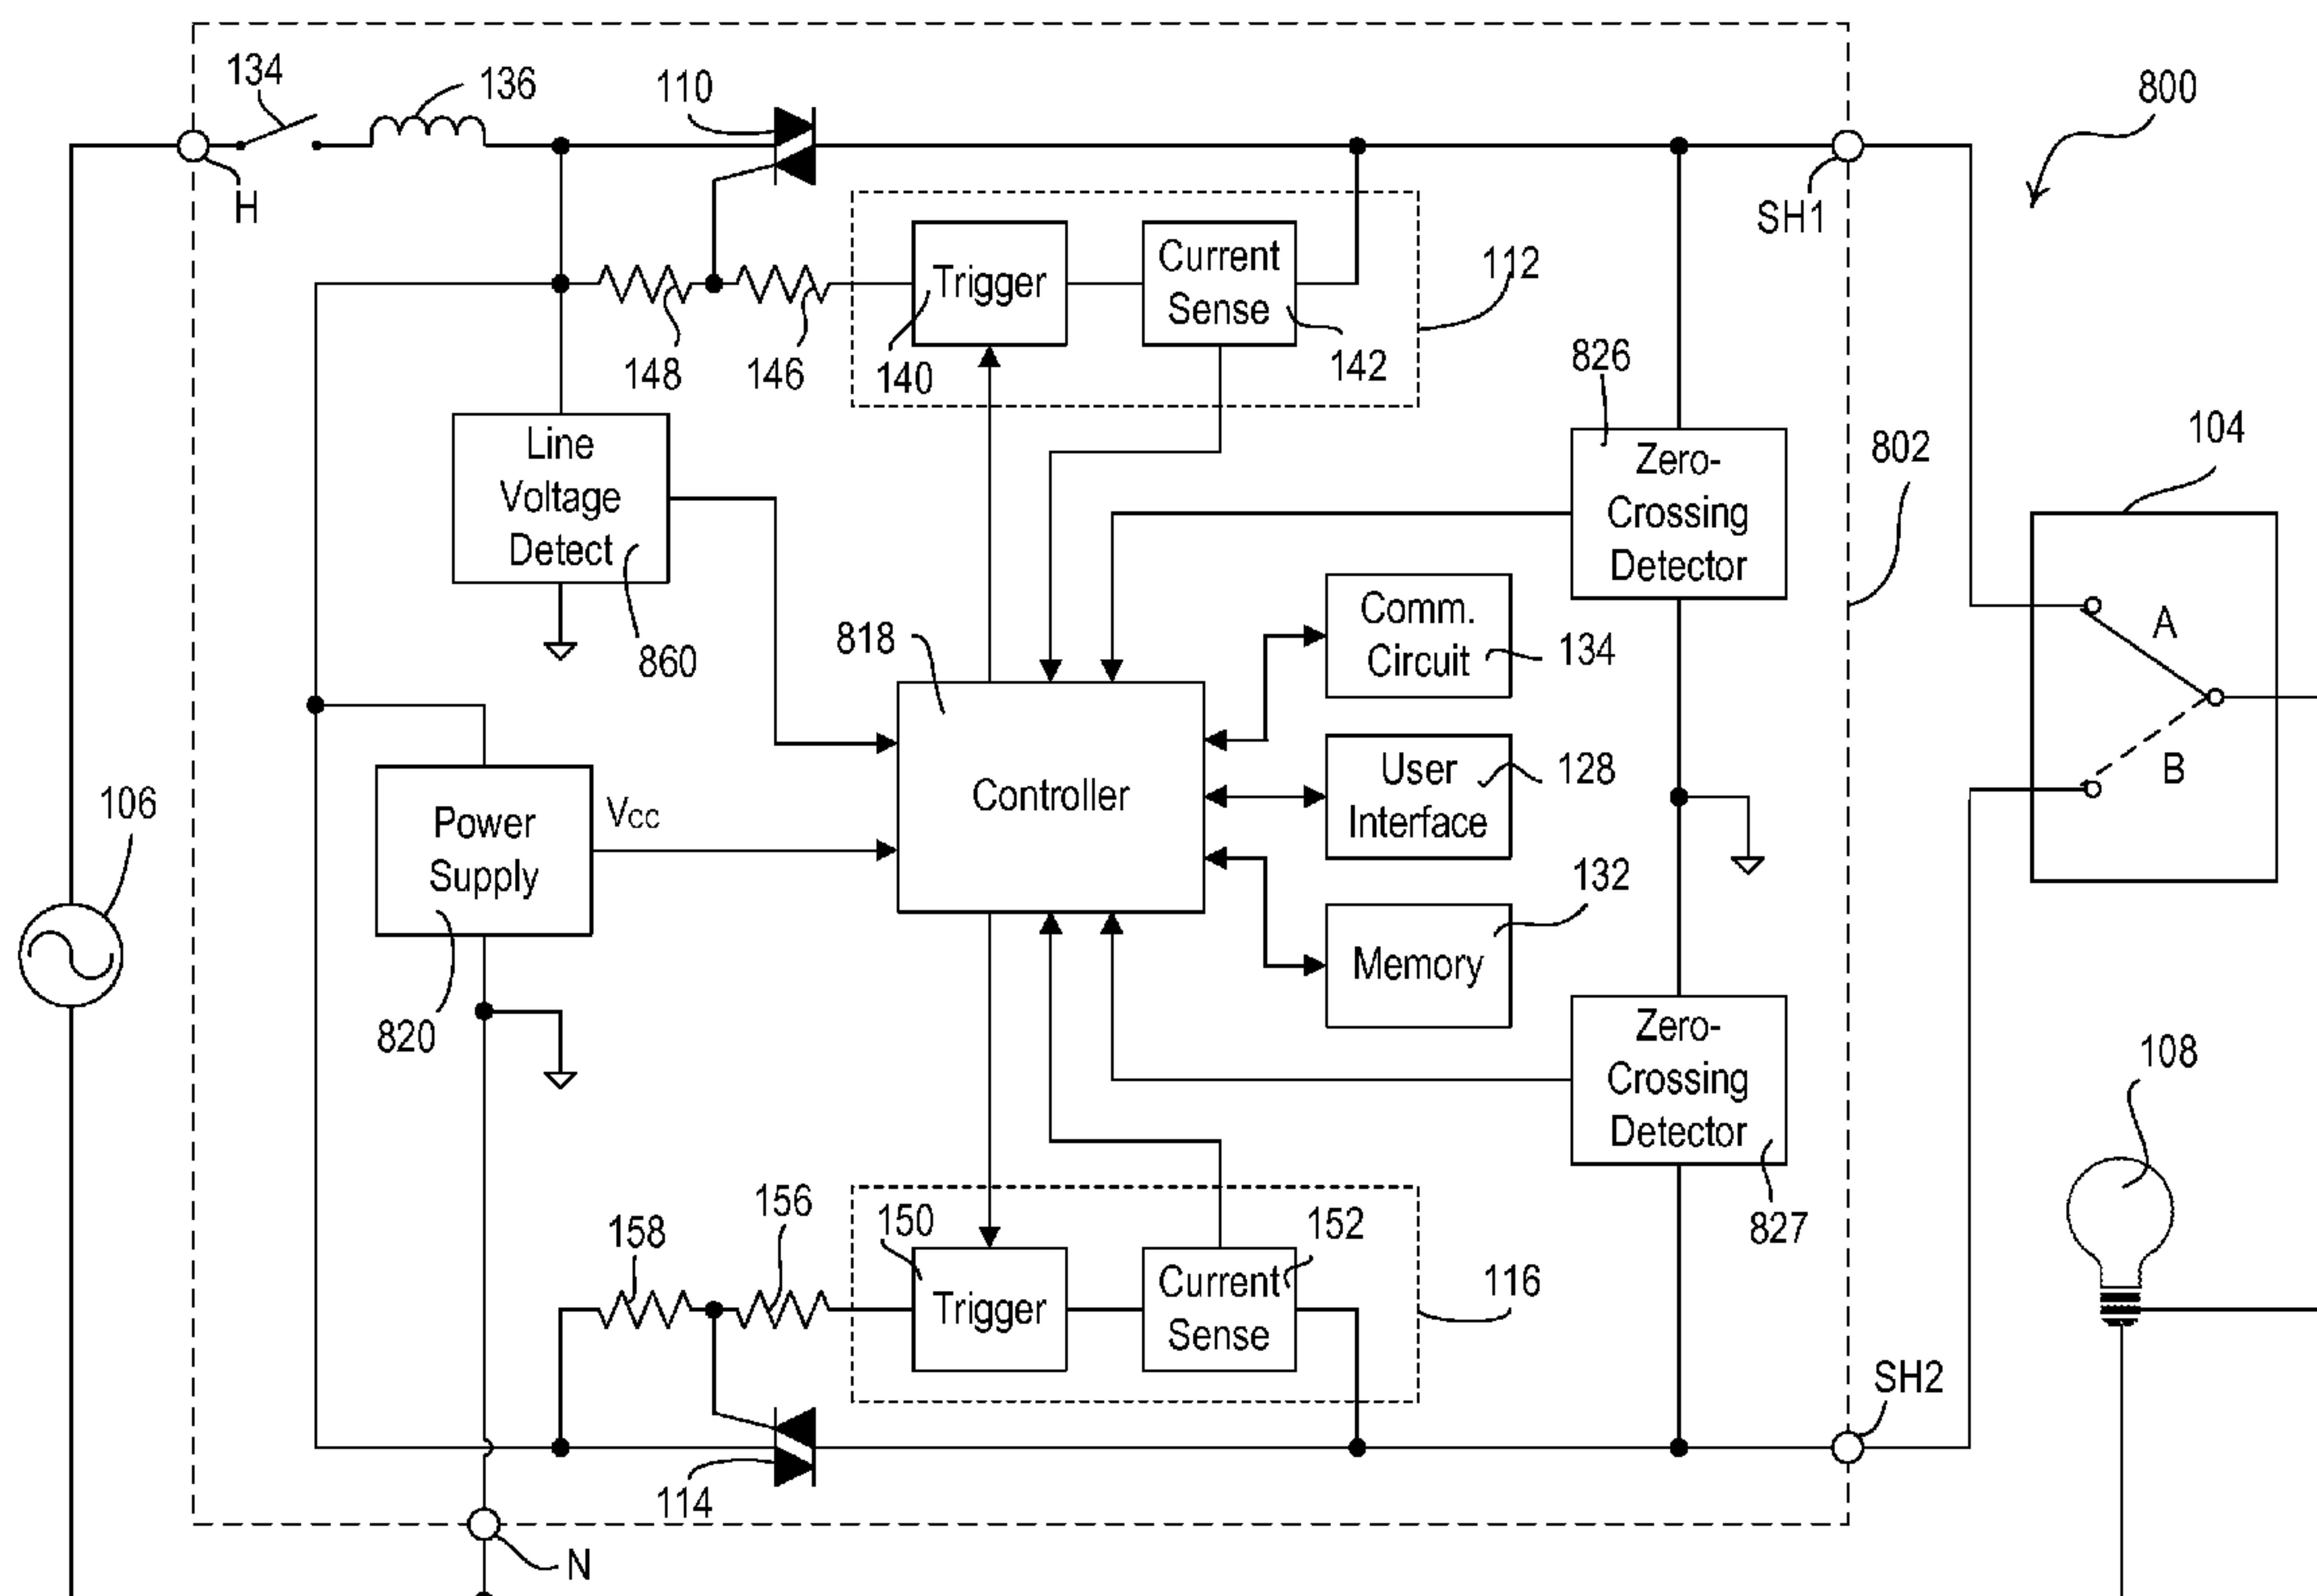 134
136
110
800
H
SH1
Trigger
Current
Sense
112
148
146
140
142
826
104
802
Line
Voltage
Detect
Zero-
Crossing
Detector
860
818
Comm.
Circuit
134
A
106
Power
Supply
VCC
Controller
User
Interface
128
B
132
Memory
820
Zero-
Crossing
Detector
108
158
156
150
152
827
Trigger
Current
Sense
116
SH2
114
N